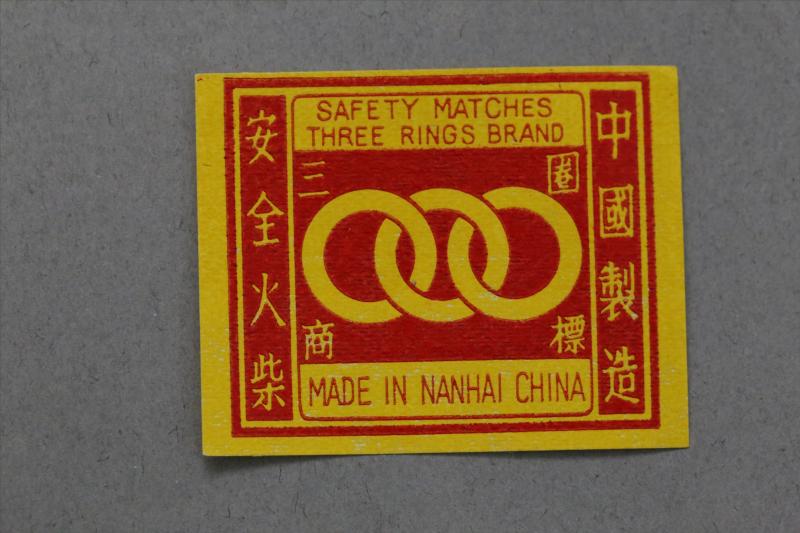 SAFETY MATCHES
THREE RINGS BRAND
三圈
商標
MADE IN NANHAI CHINA
安全火柴
中國製造